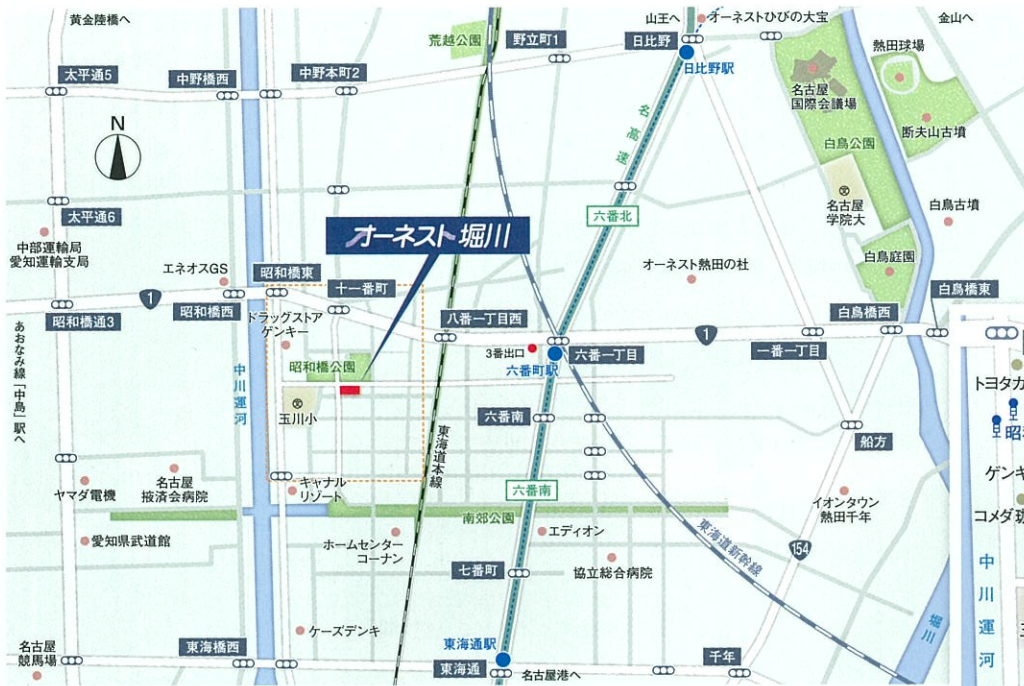 黄金陸橋へ
荒越公園
野立町1
日比野
山王へ
オーネストひびの大宝
金山へ
太平通5
中野橋西
中野本町2
日比野駅
熱田球場
名古屋
国際会議場
断夫山古墳
N
名高速
白鳥公園
太平通6
六番北
名古屋
学院大
白鳥古墳
中部運輸局
愛知運輸支局
オーネスト 堀川
エネオスGS
昭和橋東
十一番町
オーネスト熱田の杜
白鳥庭園
白鳥橋東
1
昭和橋通3
昭和橋西
ドラッグストア
ゲンキー
八番一丁目西
1
白鳥橋西
3番出口
六番一丁目
一番一丁目
あおなみ線「中島」駅へ
昭和橋公園
六番町駅
中川運河
玉川小
トヨタカ
六番南
船方
昭和
東海道本線
ヤマダ電機
名古屋
掖済会病院
キャナル
リゾート
六番南
イオンタウン
熱田千年
ゲンキ
南郊公園
コメダ珈
愛知県武道館
ホームセンター
コーナン
エディオン
東海道新幹線
154
七番町
協立総合病院
中川運河
ケーズデンキ
堀川
名古屋
競馬場
東海橋西
東海通駅
東海通
名古屋港へ
千年